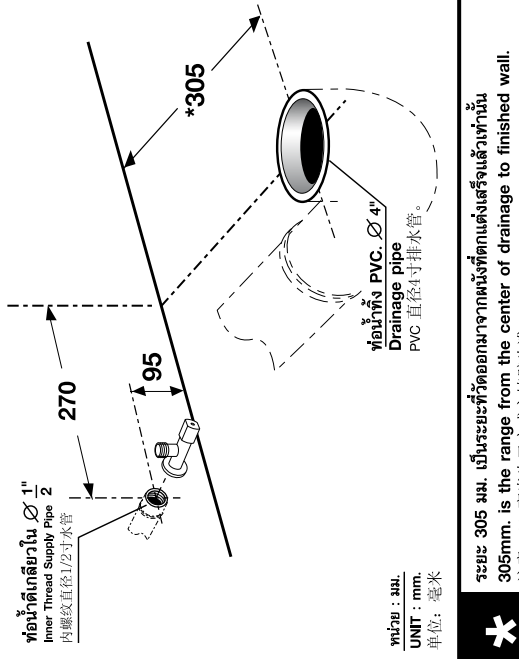 ท่อน้ำดีเกลียวใน ∅ 1"/2
Inner Thread Supply Pipe
内螺纹直径1/2寸水管
270
95
*305
ท่อน้ำทิ้ง PVC. ∅ 4"
Drainage pipe
PVC 直径4寸排水管。
หน่วย : มม.
UNIT : mm.
单位: 毫米
* ระยะ 305 มม. เป็นระยะที่วัดออกมาจากผนังที่ตกแต่งเสร็จแล้วเท่านั้น
305mm. is the range from the center of drainage to finished wall.